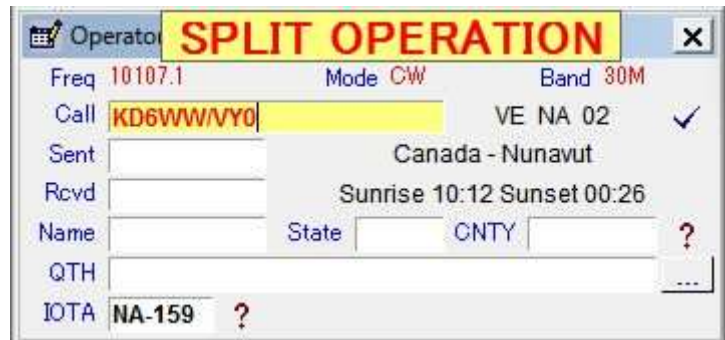 Operato SPLIT OPERATION
Freq 10107.1 Mode CW Band 30M
Call KD6WW/VY0 VE NA 02
Sent Canada - Nunavut
Rcvd Sunrise 10:12 Sunset 00:26
Name State CNTY ?
QTH ...
IOTA NA-159 ?